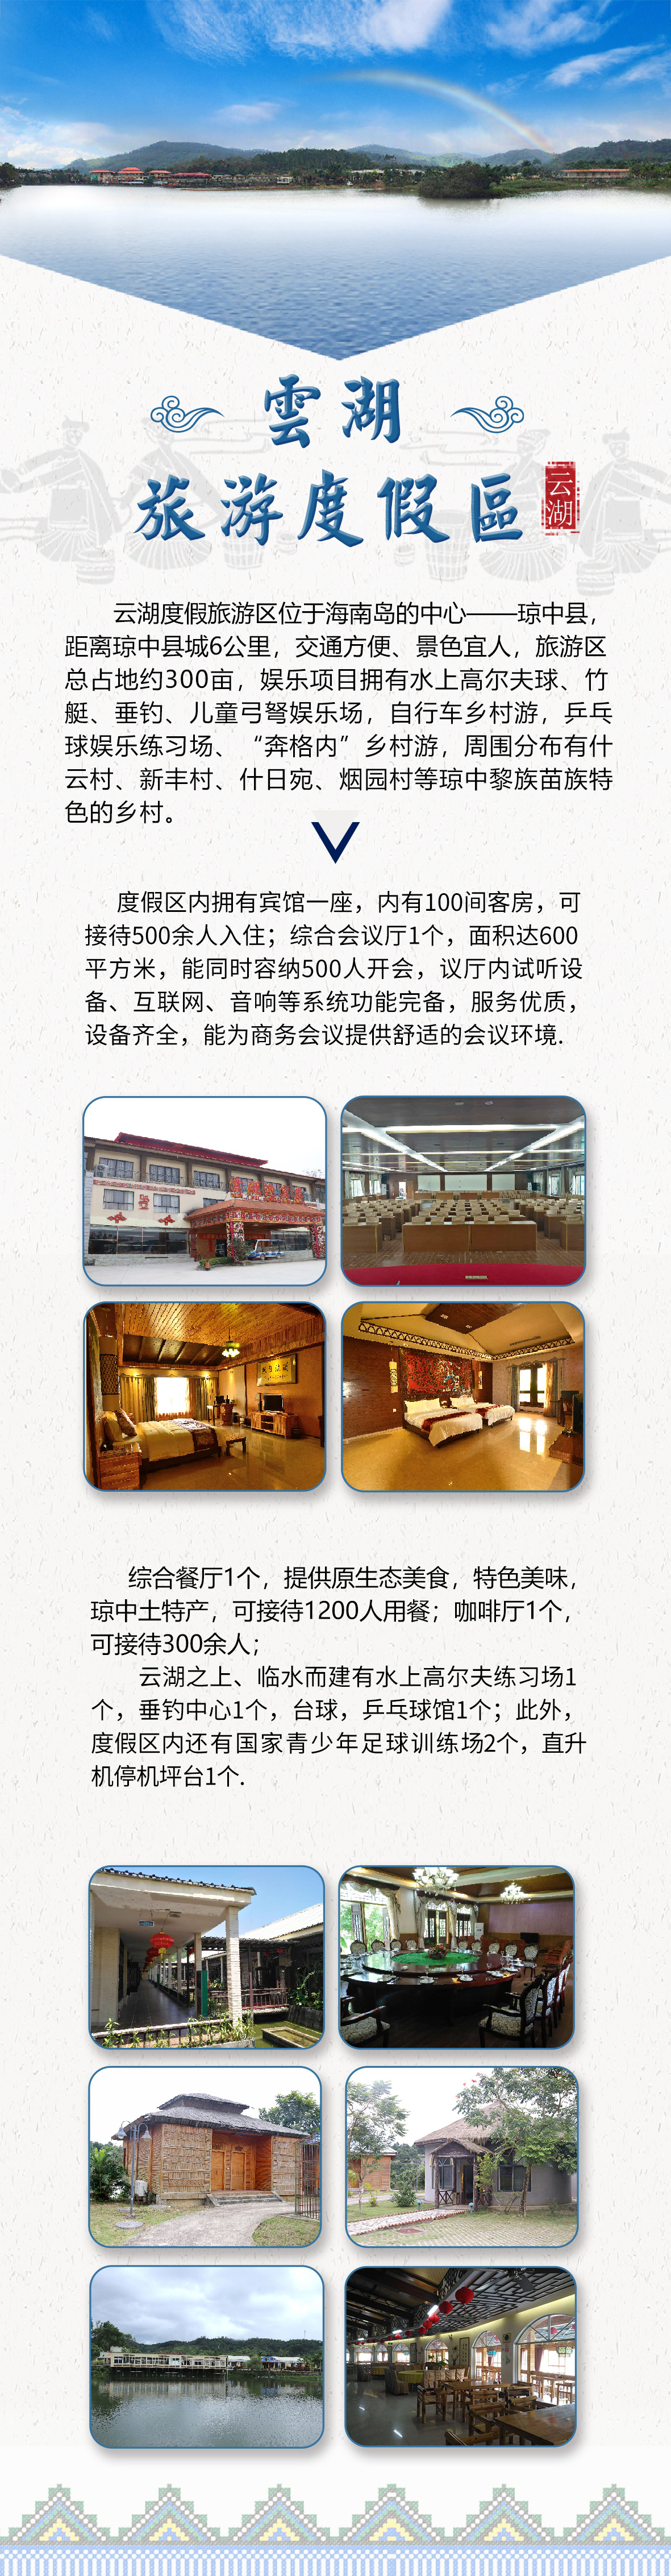 雲湖
旅游度假區
云湖
云湖度假旅游区位于海南岛的中心——琼中县，
距离琼中县城6公里，交通方便、景色宜人，旅游区
总占地约300亩，娱乐项目拥有水上高尔夫球、竹
艇、垂钓、儿童弓弩娱乐场，自行车乡村游，乒乓
球娱乐练习场、“奔格内”乡村游，周围分布有什
云村、新丰村、什日宛、烟园村等琼中黎族苗族特
色的乡村。
度假区内拥有宾馆一座，内有100间客房，可
接待500余人入住；综合会议厅1个，面积达600
平方米，能同时容纳500人开会，议厅内试听设
备、互联网、音响等系统功能完备，服务优质，
设备齐全，能为商务会议提供舒适的会议环境.
综合餐厅1个，提供原生态美食，特色美味，
琼中土特产，可接待1200人用餐；咖啡厅1个，
可接待300余人；
云湖之上、临水而建有水上高尔夫练习场1
个，垂钓中心1个，台球，乒乓球馆1个；此外，
度假区内还有国家青少年足球训练场2个，直升
机停机坪台1个.